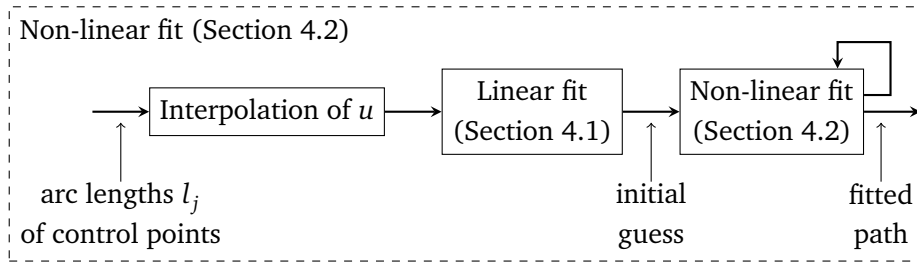 Non-linear fit (Section 4.2)
Interpolation of u
Linear fit
(Section 4.1)
Non-linear fit
(Section 4.2)
arc lengths l_j
of control points
initial
guess
fitted
path